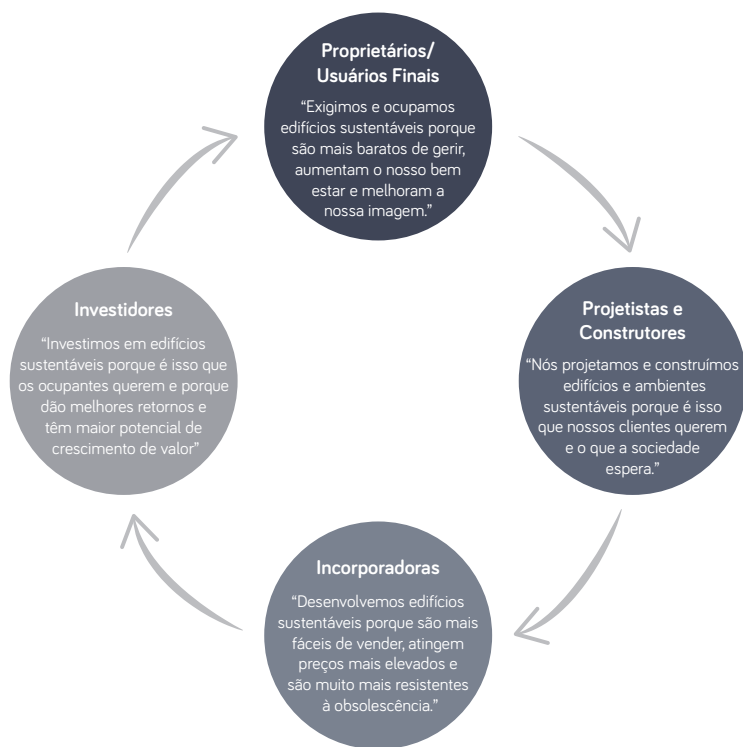 Proprietários/
Usuários Finais
“Exigimos e ocupamos
edifícios sustentáveis porque
são mais baratos de gerir,
aumentam o nosso bem
estar e melhoram a
nossa imagem.”
Projetistas e
Construtores
“Nós projetamos e construímos
edifícios e ambientes
sustentáveis porque é isso
que nossos clientes querem
e o que a sociedade
espera.”
Incorporadoras
“Desenvolvemos edifícios
sustentáveis porque são mais
fáceis de vender, atingem
preços mais elevados e
são muito mais resistentes
à obsolescência.”
Investidores
“Investimos em edifícios
sustentáveis porque é isso que
os ocupantes querem e porque
dão melhores retornos e
têm maior potencial de
crescimento de valor”